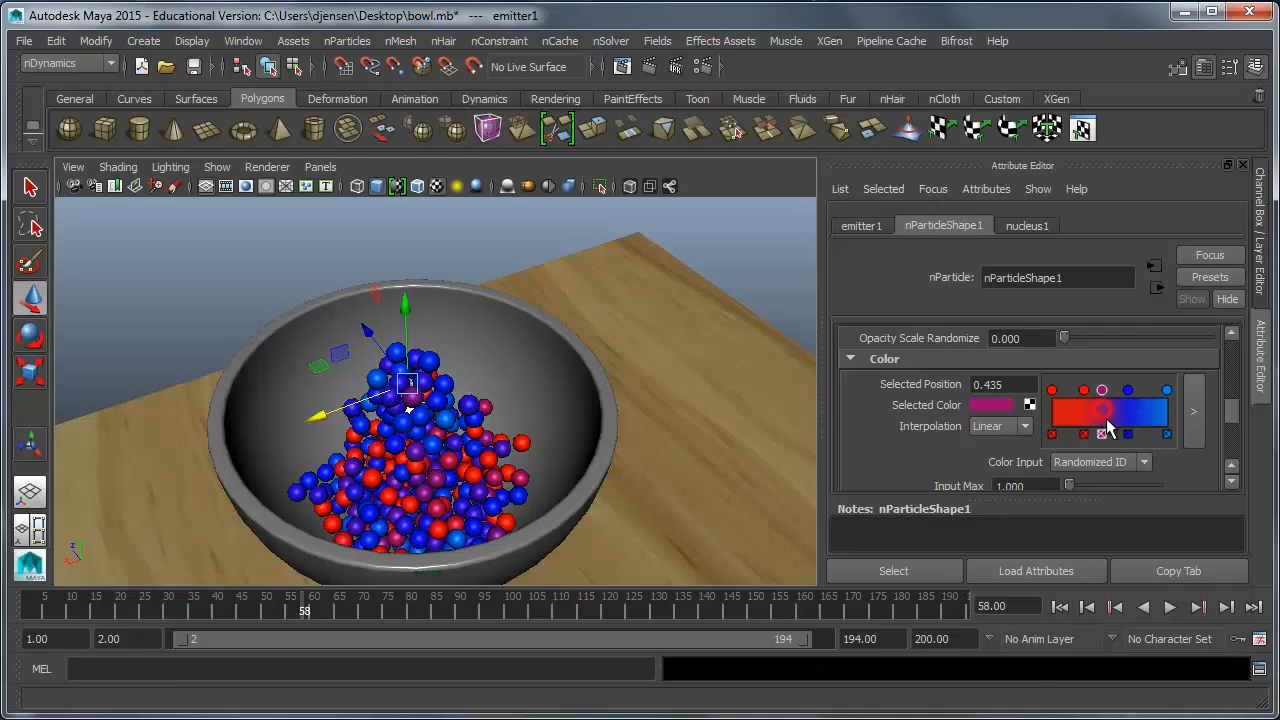 Autodesk Maya 2015 - Educational Version: C:\Users\djensen\Desktop\bowl.mb* --- emitter1
File Edit Modify Create Display Window Assets nParticles nMesh nHair nConstraint nCache nSolver Fields Effects Assets Muscle XGen Pipeline Cache Bifrost Help
nDynamics No Live Surface
General Curves Surfaces Polygons Deformation Animation Dynamics Rendering PaintEffects Toon Muscle Fluids Fur nHair nCloth Custom XGen
View Shading Lighting Show Renderer Panels
Attribute Editor
List Selected Focus Attributes Show Help
emitter1 nParticleShape1 nucleus1
Focus
nParticle: nParticleShape1 Presets
Show Hide
Opacity Scale Randomize 0.000
Color
Selected Position 0.435
Selected Color
Interpolation Linear
Color Input Randomized ID
Input Max 1.000
Notes: nParticleShape1
Select Load Attributes Copy Tab
Channel Box / Layer Editor
Attribute Editor
MAYA
z
5 10 15 20 25 30 35 40 45 50 55 60 65 70 75 80 85 90 95 100 105 110 115 120 125 130 135 140 145 150 155 160 165 170 175 180 185 190
58
58.00
1.00 2.00 2 194 194.00 200.00 No Anim Layer No Character Set
MEL